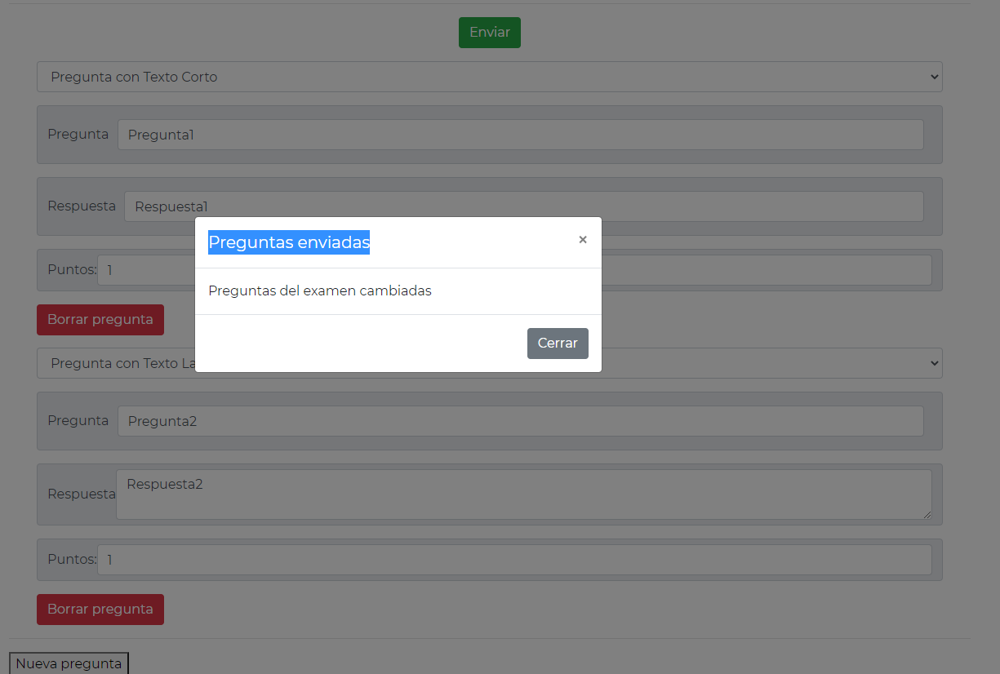 Enviar
Pregunta con Texto Corto
Pregunta Pregunta1
Respuesta Respuesta1
Preguntas enviadas ×
Puntos: 1
Preguntas del examen cambiadas
Borrar pregunta
Cerrar
Pregunta con Texto La
Pregunta Pregunta2
Respuesta Respuesta2
Puntos: 1
Borrar pregunta
Nueva pregunta